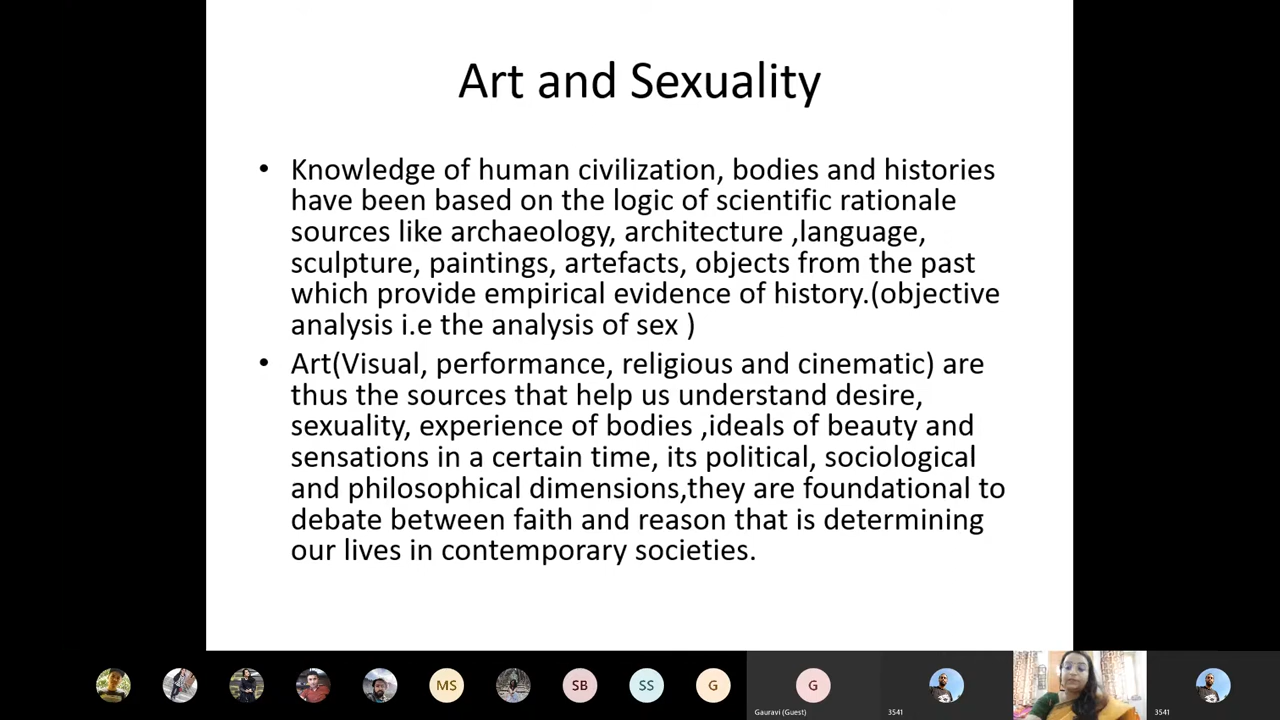 Art and Sexuality
• Knowledge of human civilization, bodies and histories
have been based on the logic of scientific rationale
sources like archaeology, architecture ,language,
sculpture, paintings, artefacts, objects from the past
which provide empirical evidence of history.(objective
analysis i.e the analysis of sex )
• Art(Visual, performance, religious and cinematic) are
thus the sources that help us understand desire,
sexuality, experience of bodies ,ideals of beauty and
sensations in a certain time, its political, sociological
and philosophical dimensions,they are foundational to
debate between faith and reason that is determining
our lives in contemporary societies.
MS SB SS G G
Gauravi (Guest) 3541 3541